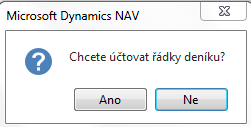 Microsoft Dynamics NAV
Chcete účtovat řádky deníku?
Ano
Ne